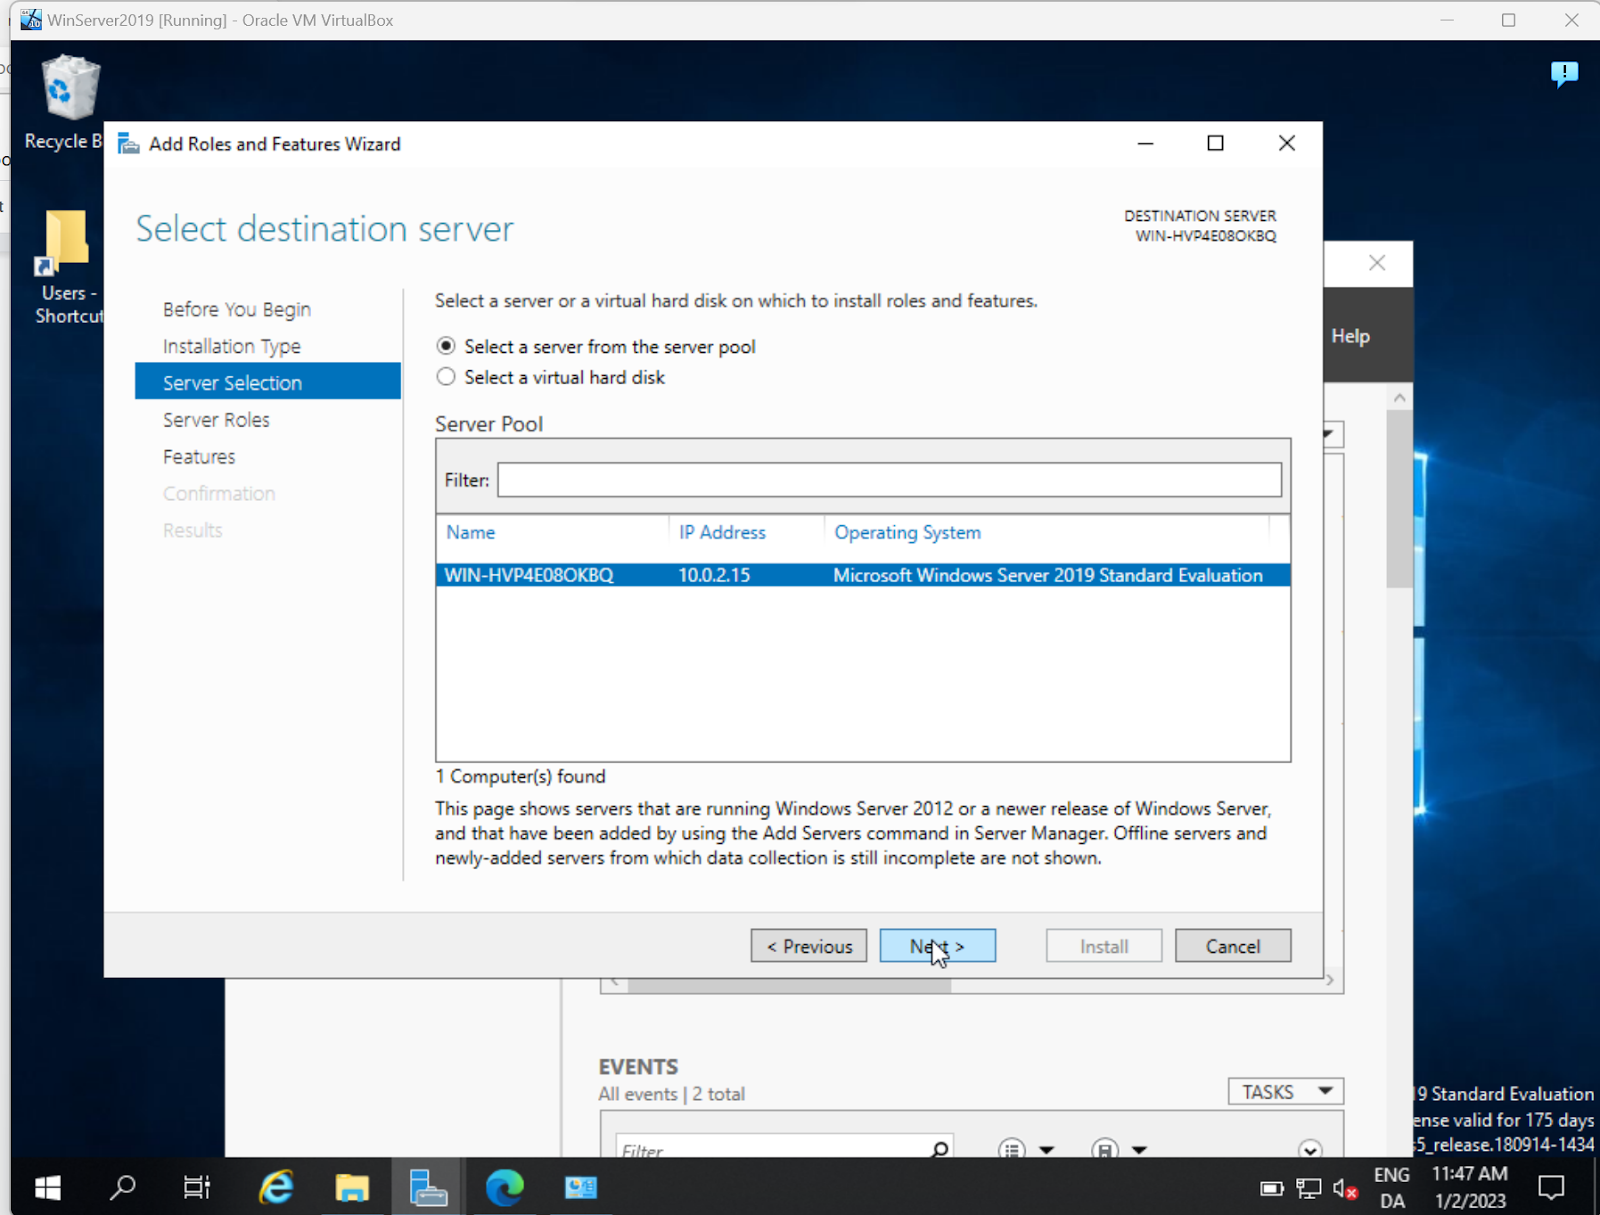 WinServer2019 [Running] - Oracle VM VirtualBox
Recycle B
Users -
Shortcut
Add Roles and Features Wizard
Select destination server
DESTINATION SERVER
WIN-HVP4E08OKBQ
Before You Begin
Installation Type
Server Selection
Server Roles
Features
Confirmation
Results
Select a server or a virtual hard disk on which to install roles and features.
Select a server from the server pool
Select a virtual hard disk
Server Pool
Filter:
Name IP Address Operating System
WIN-HVP4E08OKBQ 10.0.2.15 Microsoft Windows Server 2019 Standard Evaluation
1 Computer(s) found
This page shows servers that are running Windows Server 2012 or a newer release of Windows Server,
and that have been added by using the Add Servers command in Server Manager. Offline servers and
newly-added servers from which data collection is still incomplete are not shown.
< Previous
Next >
Install
Cancel
Help
EVENTS
All events | 2 total
TASKS
Filter
19 Standard Evaluation
ense valid for 175 days
s5_release.180914-1434
ENG
DA
11:47 AM
1/2/2023